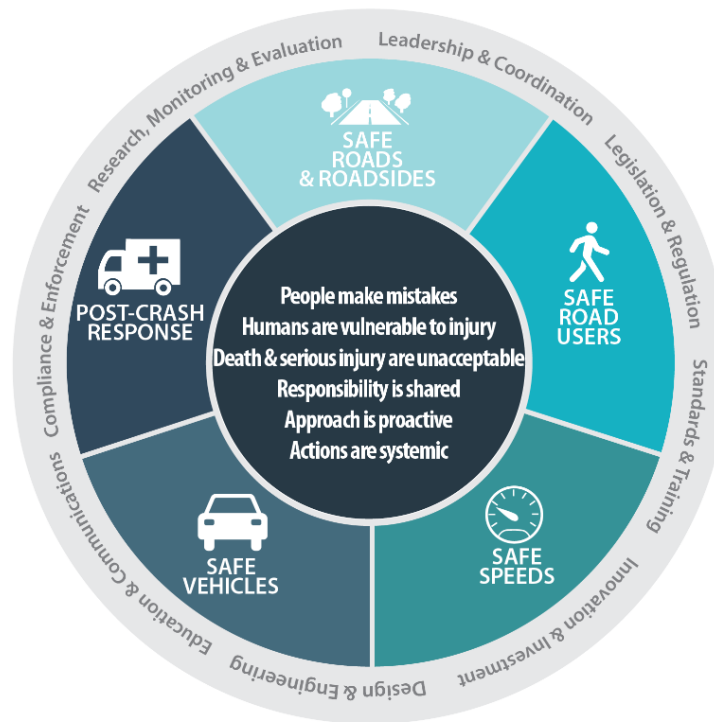 Leadership & Coordination
Legislation & Regulation
Standards & Training
Innovation & Investment
Design & Engineering
Education & Communications
Compliance & Enforcement
Research, Monitoring & Evaluation
SAFE
ROADS
& ROADSIDES
SAFE
ROAD
USERS
SAFE
SPEEDS
SAFE
VEHICLES
POST-CRASH
RESPONSE
People make mistakes
Humans are vulnerable to injury
Death & serious injury are unacceptable
Responsibility is shared
Approach is proactive
Actions are systemic